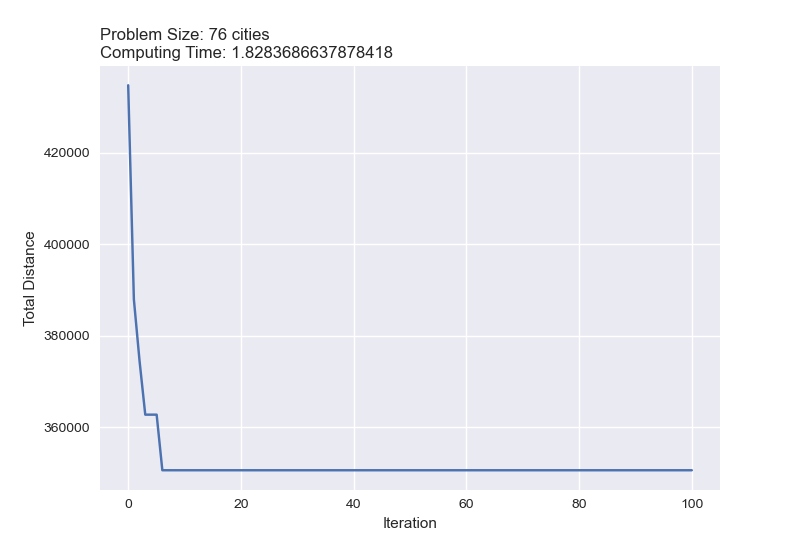 Problem Size: 76 cities
Computing Time: 1.8283686637878418
420000
400000
380000
360000
Total Distance
0 20 40 60 80 100
Iteration